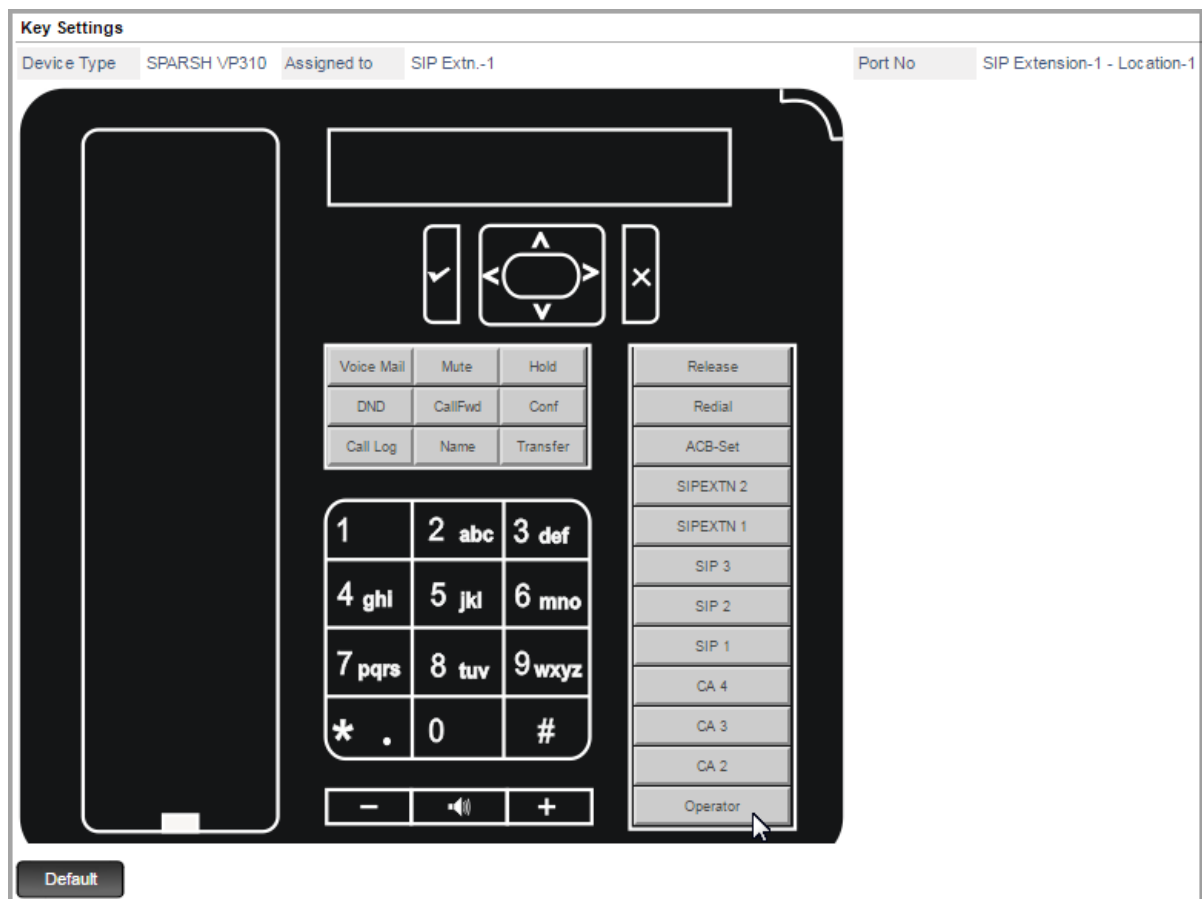 Key Settings
Device Type SPARSH VP310 Assigned to SIP Extn.-1 Port No SIP Extension-1 - Location-1
Voice Mail Mute Hold
DND CallFwd Conf
Call Log Name Transfer
1 2 abc 3 def
4 ghi 5 jkl 6 mno
7 pqrs 8 tuv 9 wxyz
* . 0 #
− +
Release
Redial
ACB-Set
SIPEXTN 2
SIPEXTN 1
SIP 3
SIP 2
SIP 1
CA 4
CA 3
CA 2
Operator
Default